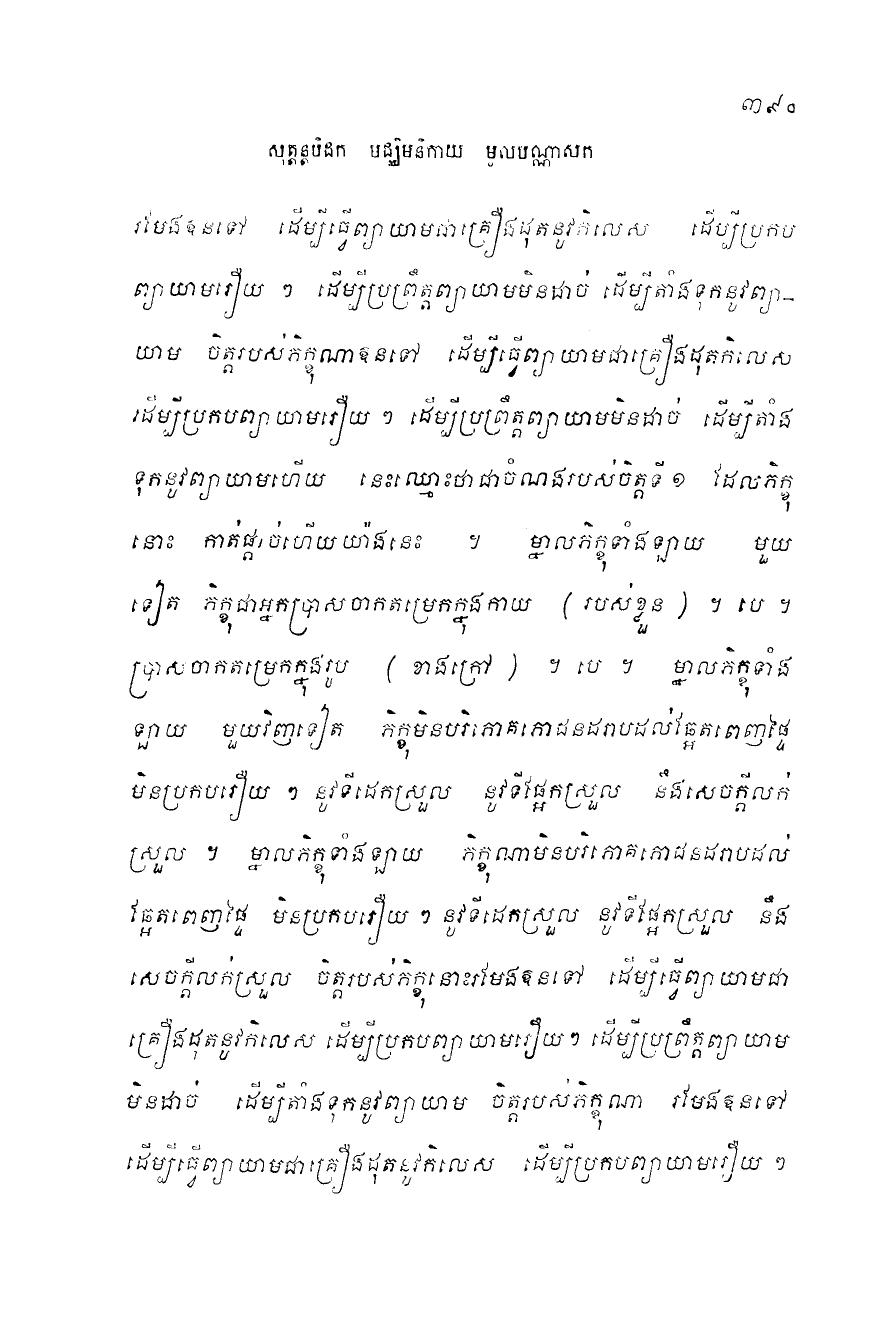 ៣៩០
សុត្តន្តបិដក មជ្ឈិមនិកាយ មូលបណ្ណាសក
រមែងឱនទៅ ដើម្បីធ្វើព្យាយាមជាគ្រឿងដុតនូវកិលេស ដើម្បីប្រកប
ព្យាយាមរឿយ ៗ ដើម្បីប្រព្រឹត្តព្យាយាមមិនដាច់ ដើម្បីតាំងទុកនូវព្យា-
យាម ចិត្តរបស់ភិក្ខុណាឱនទៅ ដើម្បីធ្វើព្យាយាមជាគ្រឿងដុតកិលេស
ដើម្បីប្រកបព្យាយាមរឿយ ៗ ដើម្បីប្រព្រឹត្តព្យាយាមមិនដាច់ ដើម្បីតាំង
ទុកនូវព្យាយាមហើយ នេះឈ្មោះថាជាចំណងរបស់ចិត្តទី ១ ដែលភិក្ខុ
នោះ កាត់ផ្តាច់ហើយយ៉ាងនេះ ។ ម្នាលភិក្ខុទាំងឡាយ មួយ
ទៀត ភិក្ខុជាអ្នកប្រាសចាកតម្រេកក្នុងកាយ ( របស់ខ្លួន ) ។ បេ ។
ប្រាសចាកតម្រេកក្នុងរូប ( ខាងក្រៅ ) ។ បេ ។ ម្នាលភិក្ខុទាំង
ឡាយ មួយវិញទៀត ភិក្ខុមិនបរិភោគភោជនដរាបដល់ឆ្អែតពេញផ្ទៃ
មិនប្រកបរឿយ ៗ នូវទីដេកស្រួល នូវទីផ្អែកស្រួល នឹងសេចក្តីលក់
ស្រួល ។ ម្នាលភិក្ខុទាំងឡាយ ភិក្ខុណាមិនបរិភោគភោជនដរាបដល់
ឆ្អែតពេញផ្ទៃ មិនប្រកបរឿយ ៗ នូវទីដេកស្រួល នូវទីផ្អែកស្រួល នឹង
សេចក្តីលក់ស្រួល ចិត្តរបស់ភិក្ខុនោះរមែងឱនទៅ ដើម្បីធ្វើព្យាយាមជា
គ្រឿងដុតនូវកិលេស ដើម្បីប្រកបព្យាយាមរឿយៗ ដើម្បីប្រព្រឹត្តព្យាយាម
មិនដាច់ ដើម្បីតាំងទុកនូវព្យាយាម ចិត្តរបស់ភិក្ខុណា រមែងឱនទៅ
ដើម្បីធ្វើព្យាយាមជាគ្រឿងដុតនូវកិលេស ដើម្បីប្រកបព្យាយាមរឿយ ៗ